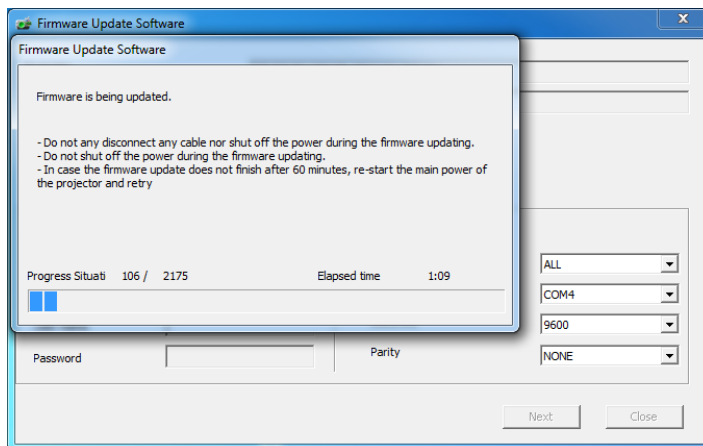 Firmware Update Software
X
Firmware Update Software
Firmware is being updated.
- Do not any disconnect any cable nor shut off the power during the firmware updating.
- Do not shut off the power during the firmware updating.
- In case the firmware update does not finish after 60 minutes, re-start the main power of
the projector and retry
Progress Situati 106 / 2175 Elapsed time 1:09
ALL
COM4
9600
Password
Parity
NONE
Next
Close